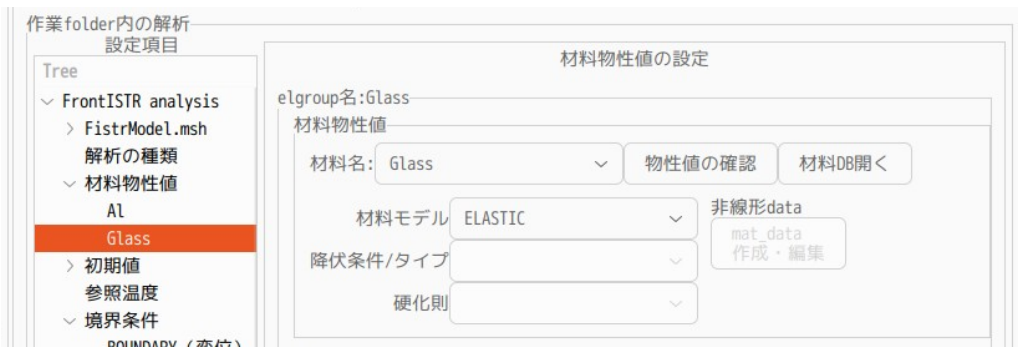 作業folder内の解析
設定項目
Tree
FrontISTR analysis
FistrModel.msh
解析の種類
材料物性値
Al
Glass
初期値
参照温度
境界条件
BOUNDARY (変位)
材料物性値の設定
elgroup名:Glass
材料物性値
材料名: Glass 物性値の確認 材料DB開く
材料モデル ELASTIC
非線形data
mat_data
作成・編集
降伏条件/タイプ
硬化則